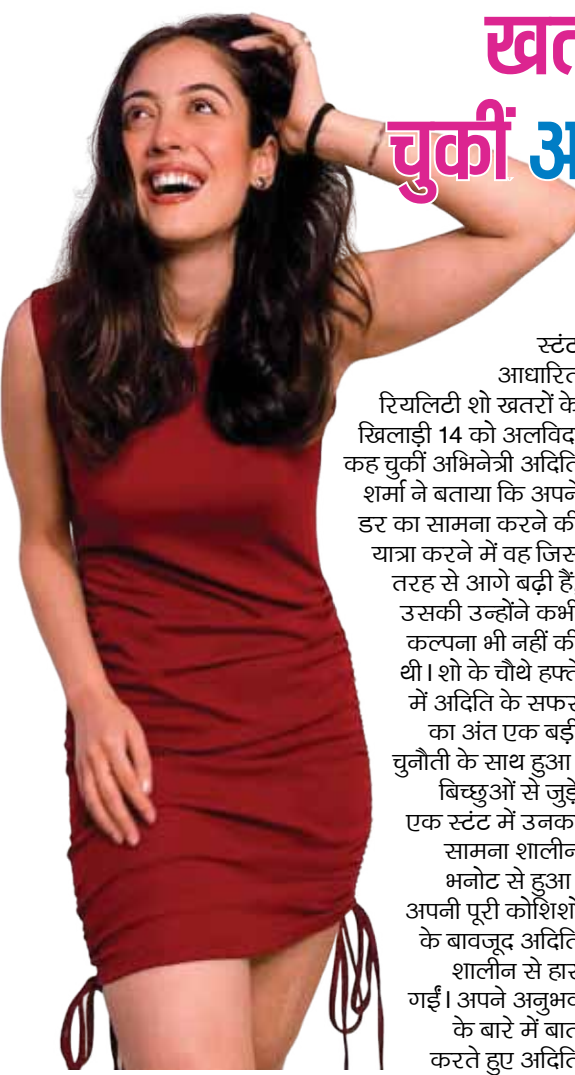 खत
चुकीं अ
स्टंट
आधारित
रियलिटी शो खतरों के
खिलाड़ी 14 को अलविद
कह चुकीं अभिनेत्री अदिति
शर्मा ने बताया कि अपने
डर का सामना करने की
यात्रा करने में वह जिस
तरह से आगे बढ़ी हैं
उसकी उन्होंने कभी
कल्पना भी नहीं की
थी। शो के चौथे हफ्ते
में अदिति के सफर
का अंत एक बड़ी
चुनौती के साथ हुआ
बिच्छुओं से जुड़े
एक स्टंट में उनका
सामना शालीन
भनोट से हुआ
अपनी पूरी कोशिशों
के बावजूद अदिति
शालीन से हार
गईं। अपने अनुभव
के बारे में बात
करते हुए अदिति